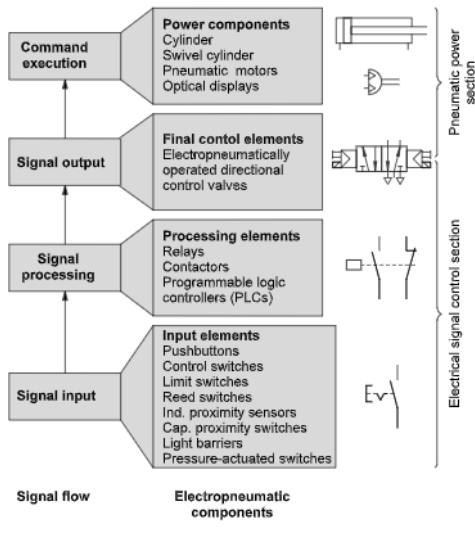 Command
execution
Power components
Cylinder
Swivel cylinder
Pneumatic motors
Optical displays
Pneumatic power
section
Signal output
Final contol elements
Electropneumatically
operated directional
control valves
Signal
processing
Processing elements
Relays
Contactors
Programmable logic
controllers (PLCs)
Electrical signal control section
Signal input
Input elements
Pushbuttons
Control switches
Limit switches
Reed switches
Ind. proximity sensors
Cap. proximity switches
Light barriers
Pressure-actuated switches
Signal flow
Electropneumatic
components